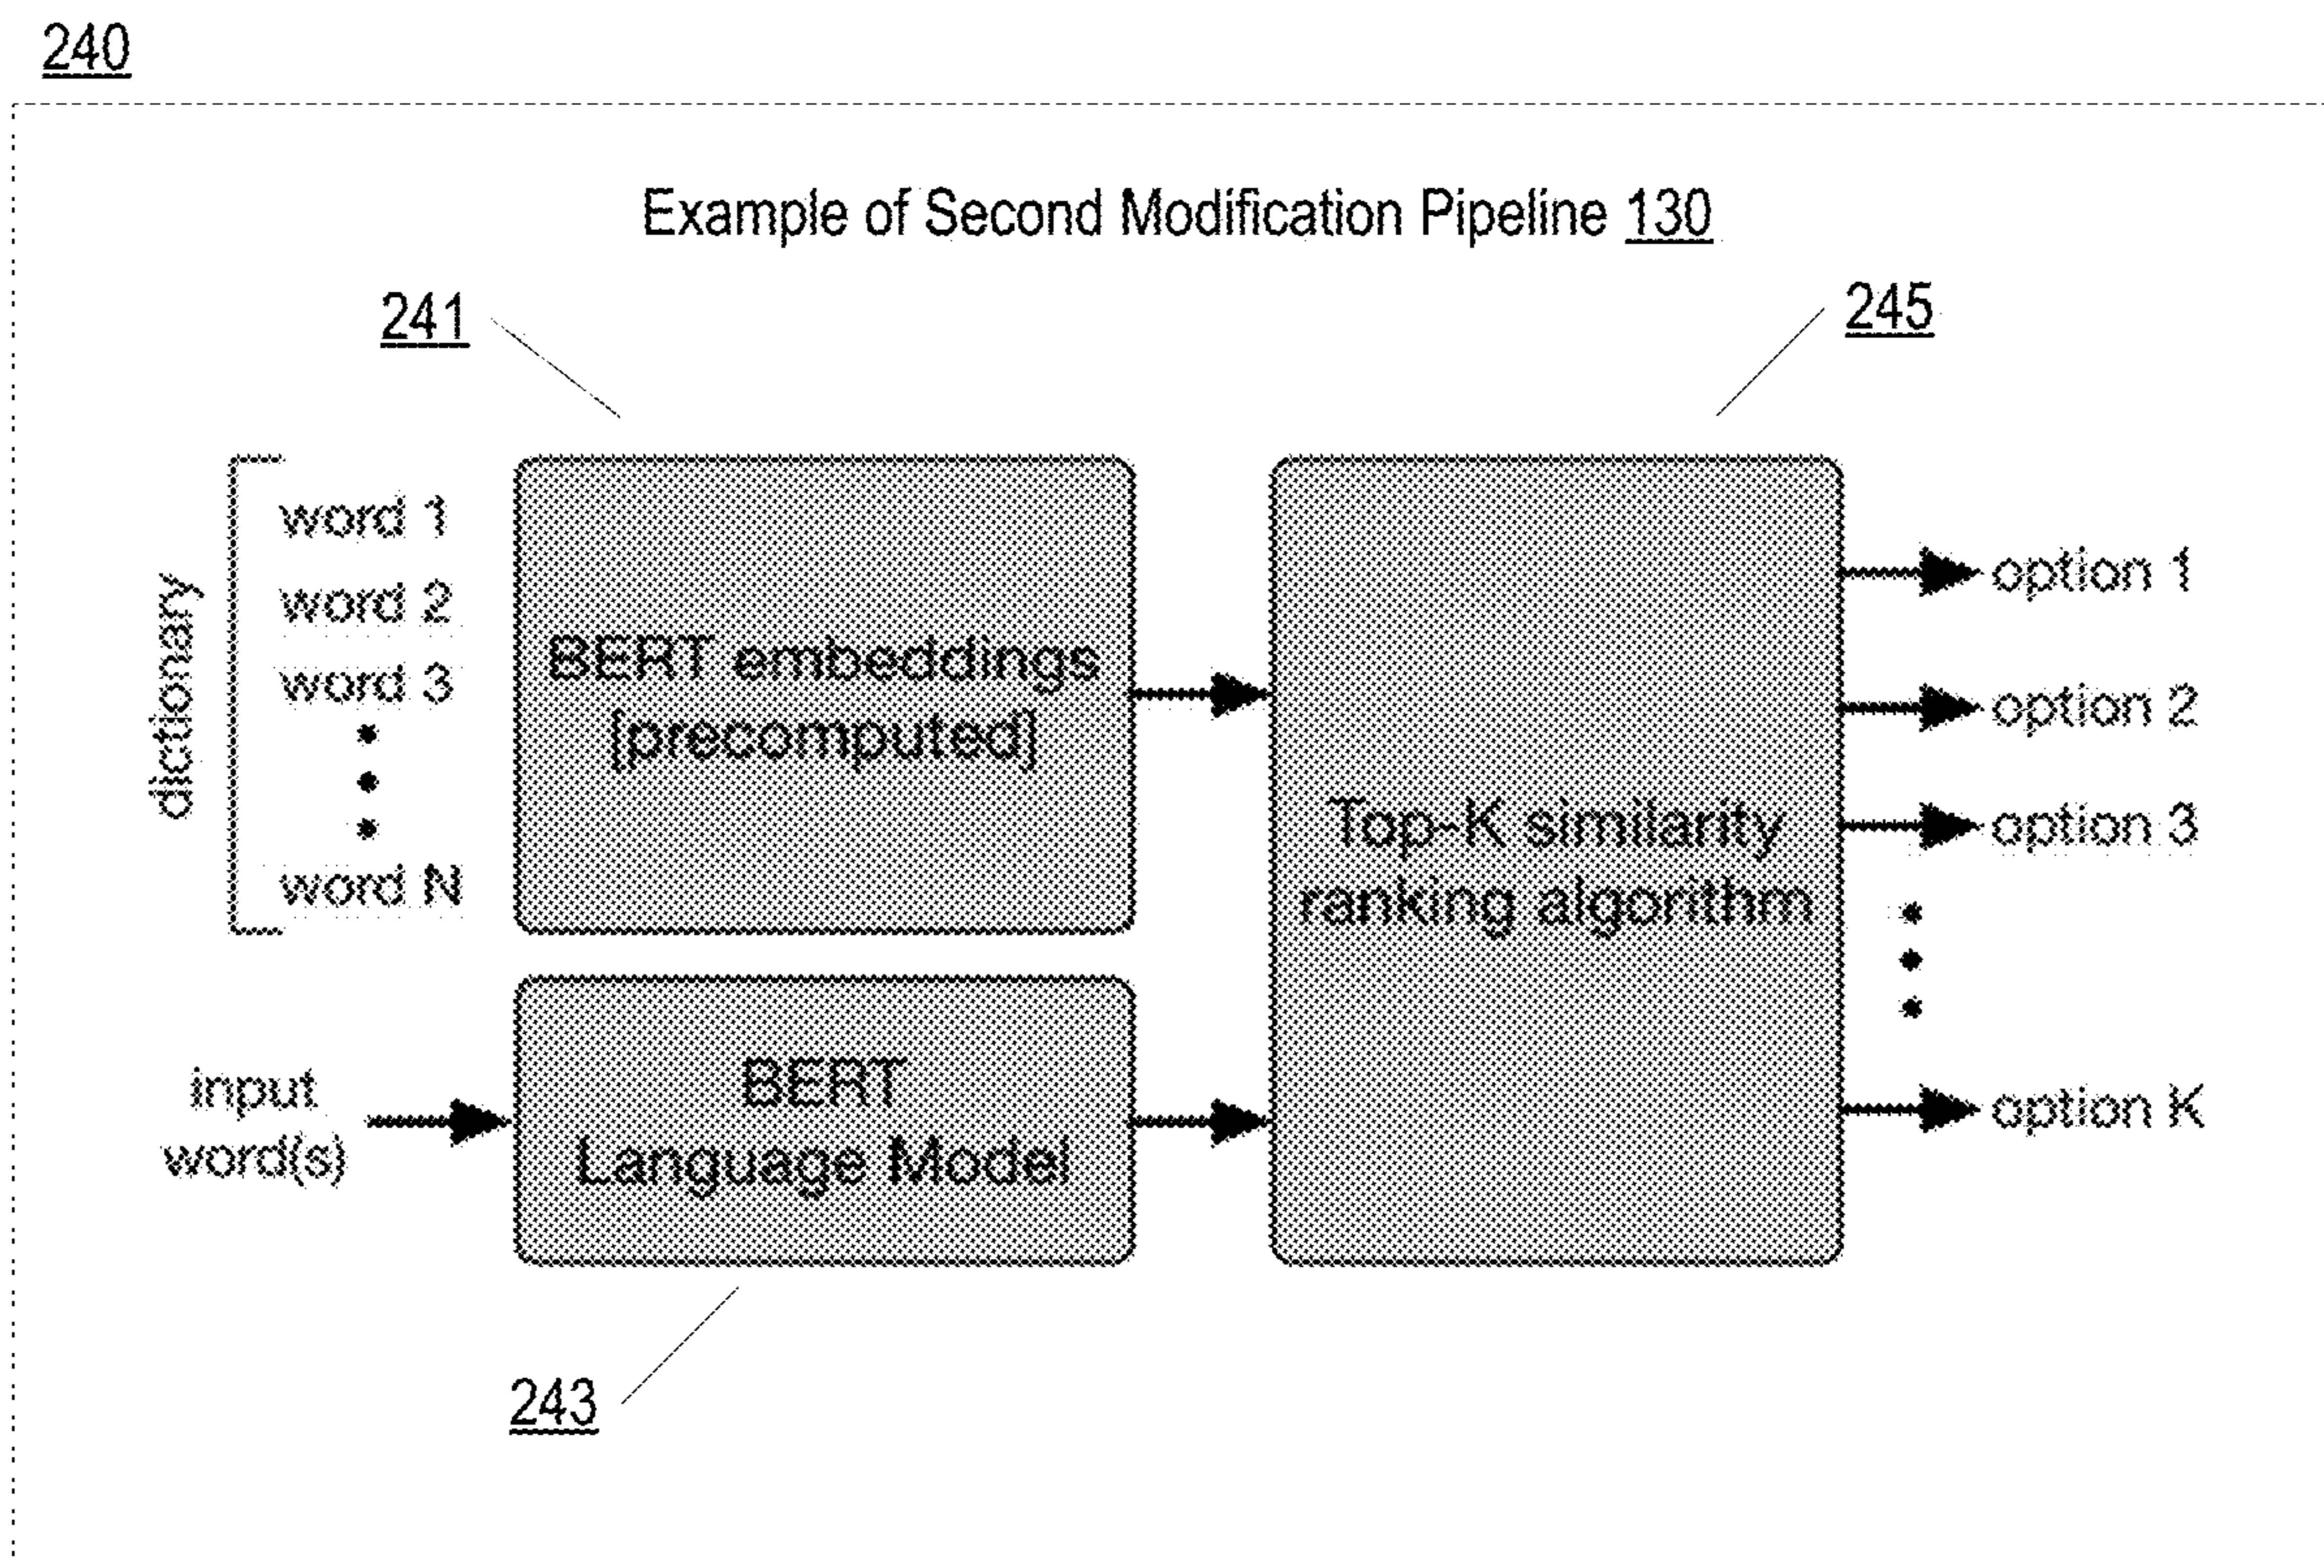 240
Example of Second Modification Pipeline 130
241
245
dictionary
word 1
word 2
word 3
word N
BERT embeddings
[precomputed]
Top-K similarity
ranking algorithm
option 1
option 2
option 3
option K
input
word(s)
BERT
Language Model
243